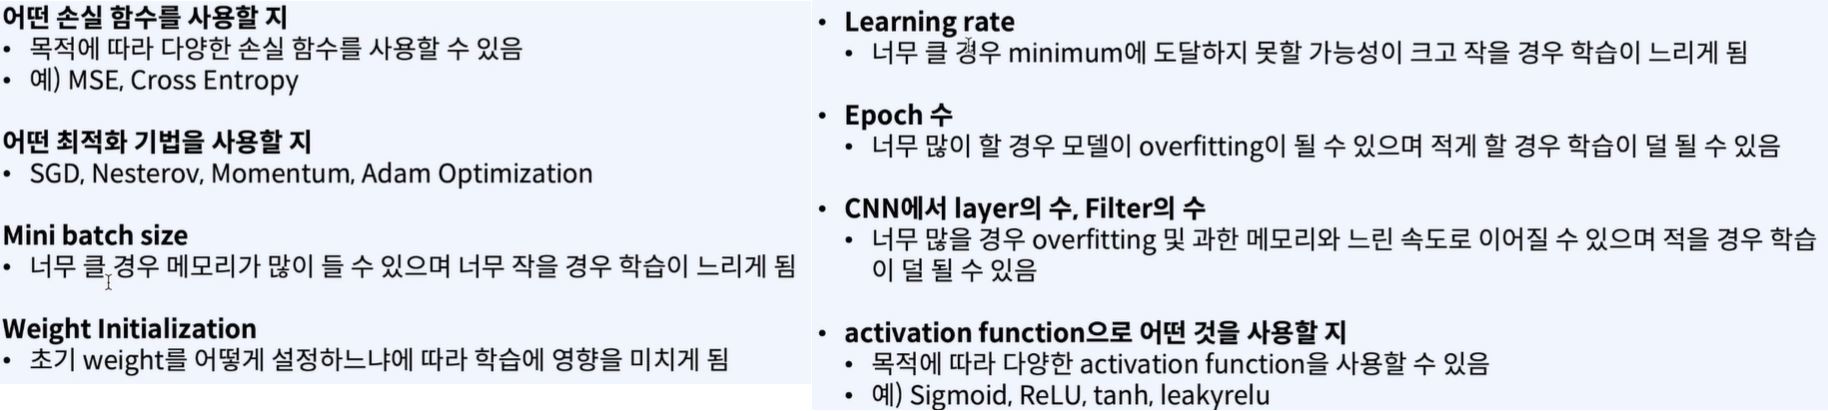 어떤 손실 함수를 사용할 지
• 목적에 따라 다양한 손실 함수를 사용할 수 있음
• 예) MSE, Cross Entropy
어떤 최적화 기법을 사용할 지
• SGD, Nesterov, Momentum, Adam Optimization
Mini batch size
• 너무 클 경우 메모리가 많이 들 수 있으며 너무 작을 경우 학습이 느리게 됨
Weight Initialization
• 초기 weight를 어떻게 설정하느냐에 따라 학습에 영향을 미치게 됨
• Learning rate
• 너무 클 경우 minimum에 도달하지 못할 가능성이 크고 작을 경우 학습이 느리게 됨
• Epoch 수
• 너무 많이 할 경우 모델이 overfitting이 될 수 있으며 적게 할 경우 학습이 덜 될 수 있음
• CNN에서 layer의 수, Filter의 수
• 너무 많을 경우 overfitting 및 과한 메모리와 느린 속도로 이어질 수 있으며 적을 경우 학습
이 덜 될 수 있음
• activation function으로 어떤 것을 사용할 지
• 목적에 따라 다양한 activation function을 사용할 수 있음
• 예) Sigmoid, ReLU, tanh, leakyrelu